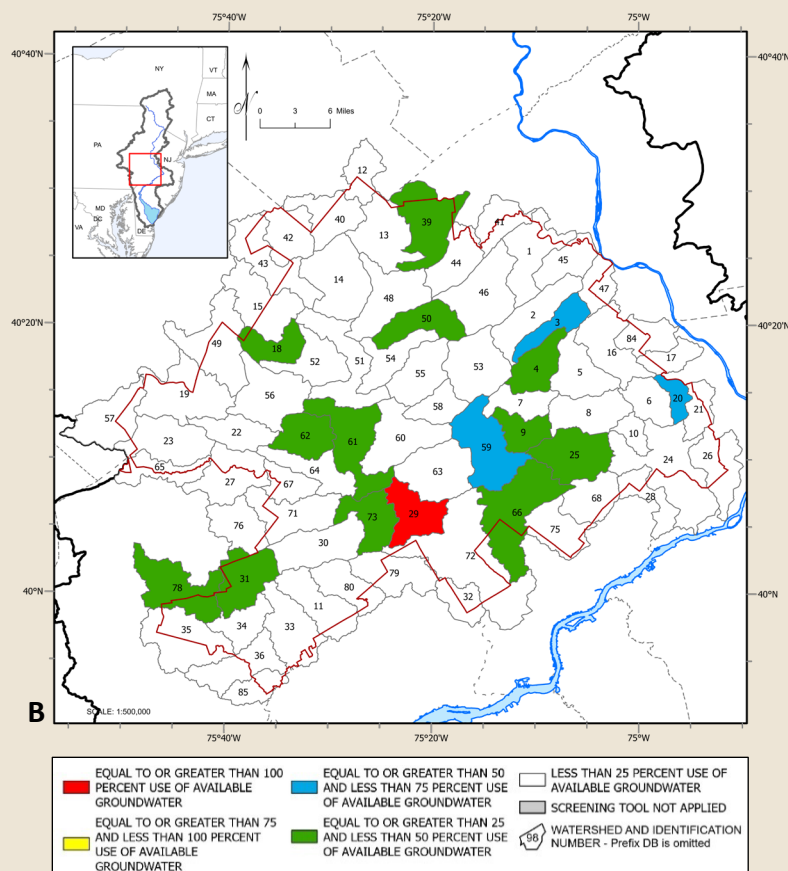 75°40' 75°20' 75°W
40°40'
40°40'N
NY
VT
MA
CT
PA
NJ
MD
DC
DE
VA
N
0 3 6 Miles
12
39
40
13
41
42
44
1
45
43
14
46
47
15
48
2
3
50
84
49
18
16
17
52
51
54
53
4
5
55
19
56
20
6
21
58
7
8
57
62
61
60
59
9
10
23
22
25
24
26
65
64
63
27
67
68
28
71
73
29
66
76
75
30
72
78
31
79
80
32
11
35
34
33
36
85
40°20'N
40°20'N
40°N
40°N
B
SCALE: 1:500,000
75°40' 75°20' 75°W
EQUAL TO OR GREATER THAN 100
PERCENT USE OF AVAILABLE
GROUNDWATER
EQUAL TO OR GREATER THAN 75
AND LESS THAN 100 PERCENT
USE OF AVAILABLE
GROUNDWATER
EQUAL TO OR GREATER THAN 50
AND LESS THAN 75 PERCENT USE
OF AVAILABLE GROUNDWATER
EQUAL TO OR GREATER THAN 25
AND LESS THAN 50 PERCENT USE
OF AVAILABLE GROUNDWATER
LESS THAN 25 PERCENT USE OF
AVAILABLE GROUNDWATER
SCREENING TOOL NOT APPLIED
98
WATERSHED AND IDENTIFICATION
NUMBER - Prefix DB is omitted